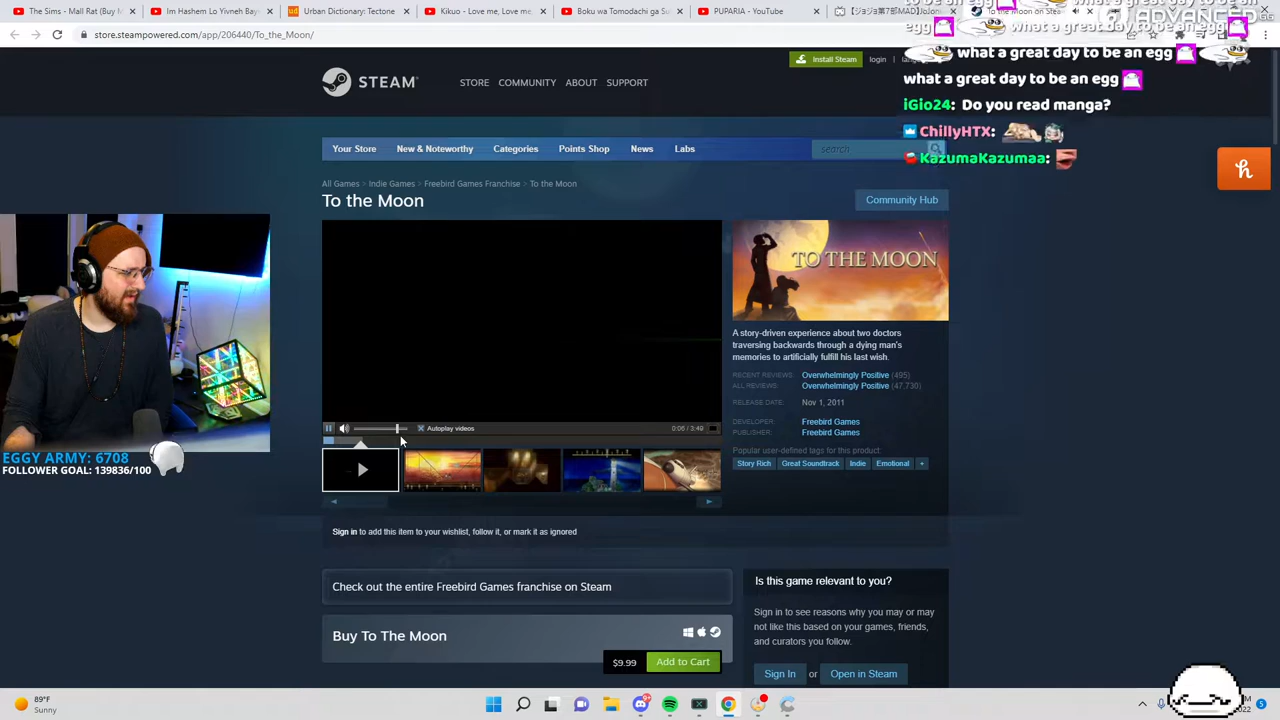 The Sims - Mall Rat (Buy M
Im Hashem Lo Yivneh Bay
Urban Dictionary: Tectone
Kikuo - Love me, Love me
Boku wa Tomodachi ga Su
PUPARIA - YouTube
To the Moon on Ste
ADVANCED GG
store.steampowered.com/app/206440/To_the_Moon/
what a great day to be an egg
what a great day to be an egg
what a great day to be an egg
iGio24: Do you read manga?
ChillyHTX:
KazumaKazumaa:
Install Steam
login
STEAM
STORE
COMMUNITY
ABOUT
SUPPORT
Your Store
New & Noteworthy
Categories
Points Shop
News
Labs
search
All Games > Indie Games > Freebird Games Franchise > To the Moon
To the Moon
Community Hub
TO THE MOON
A story-driven experience about two doctors
traversing backwards through a dying man's
memories to artificially fulfill his last wish.
RECENT REVIEWS: Overwhelmingly Positive (495)
ALL REVIEWS: Overwhelmingly Positive (47,730)
RELEASE DATE: Nov 1, 2011
DEVELOPER: Freebird Games
PUBLISHER: Freebird Games
Popular user-defined tags for this product:
Story Rich
Great Soundtrack
Indie
Emotional
+
Autoplay videos
0:06 / 3:49
EGGY ARMY: 6708
FOLLOWER GOAL: 139836/100
Sign in to add this item to your wishlist, follow it, or mark it as ignored
Check out the entire Freebird Games franchise on Steam
Is this game relevant to you?
Sign in to see reasons why you may or may
not like this based on your games, friends,
and curators you follow.
Sign In or Open in Steam
Buy To The Moon
$9.99
Add to Cart
89°F
Sunny